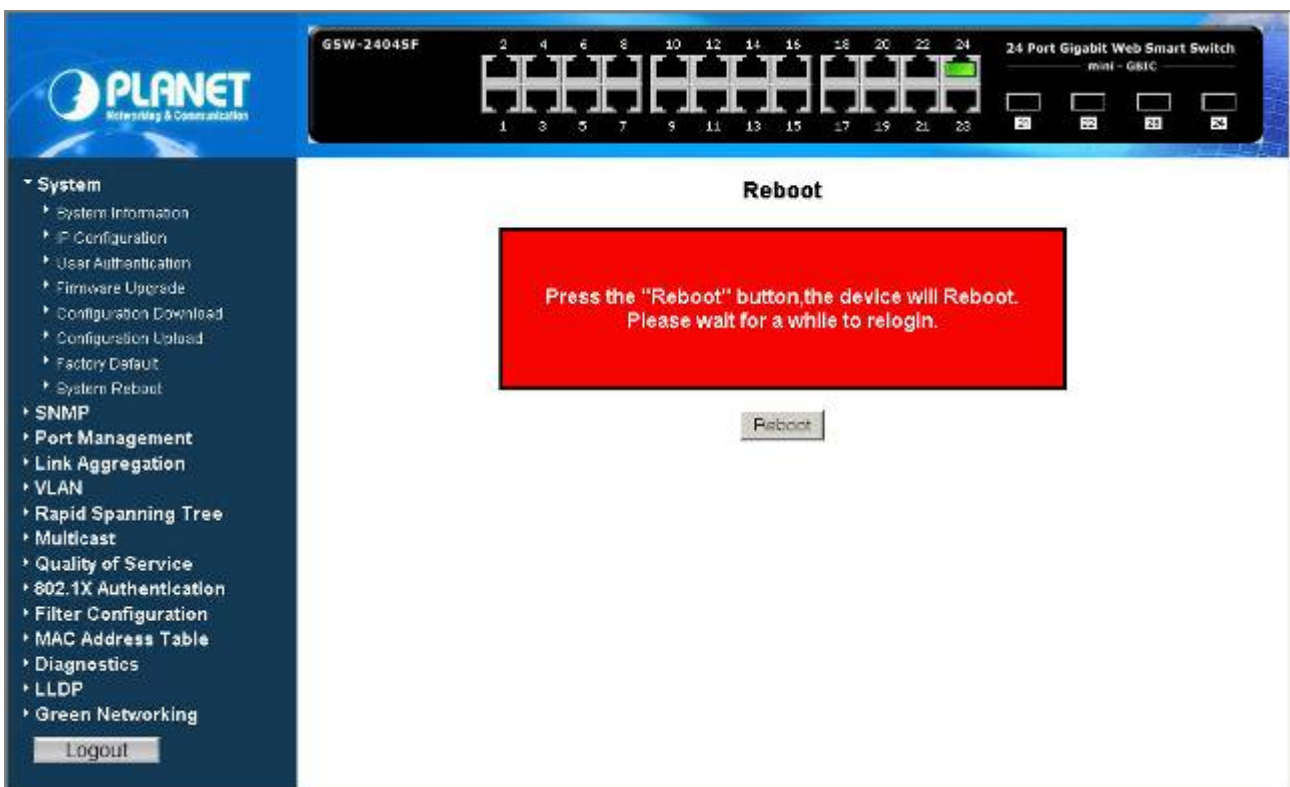 GSW-2404SF
2 4 6 8 10 12 14 16 18 20 22 24
24 Port Gigabit Web Smart Switch
mini - GBIC
1 3 5 7 9 11 13 15 17 19 21 23
21 22 23 24
PLANET
Networking & Communication
System
System Information
IP Configuration
User Authentication
Firmware Upgrade
Configuration Download
Configuration Upload
Factory Default
System Reboot
SNMP
Port Management
Link Aggregation
VLAN
Rapid Spanning Tree
Multicast
Quality of Service
802.1X Authentication
Filter Configuration
MAC Address Table
Diagnostics
LLDP
Green Networking
Logout
Reboot
Press the "Reboot" button,the device will Reboot.
Please wait for a while to relogin.
Reboot